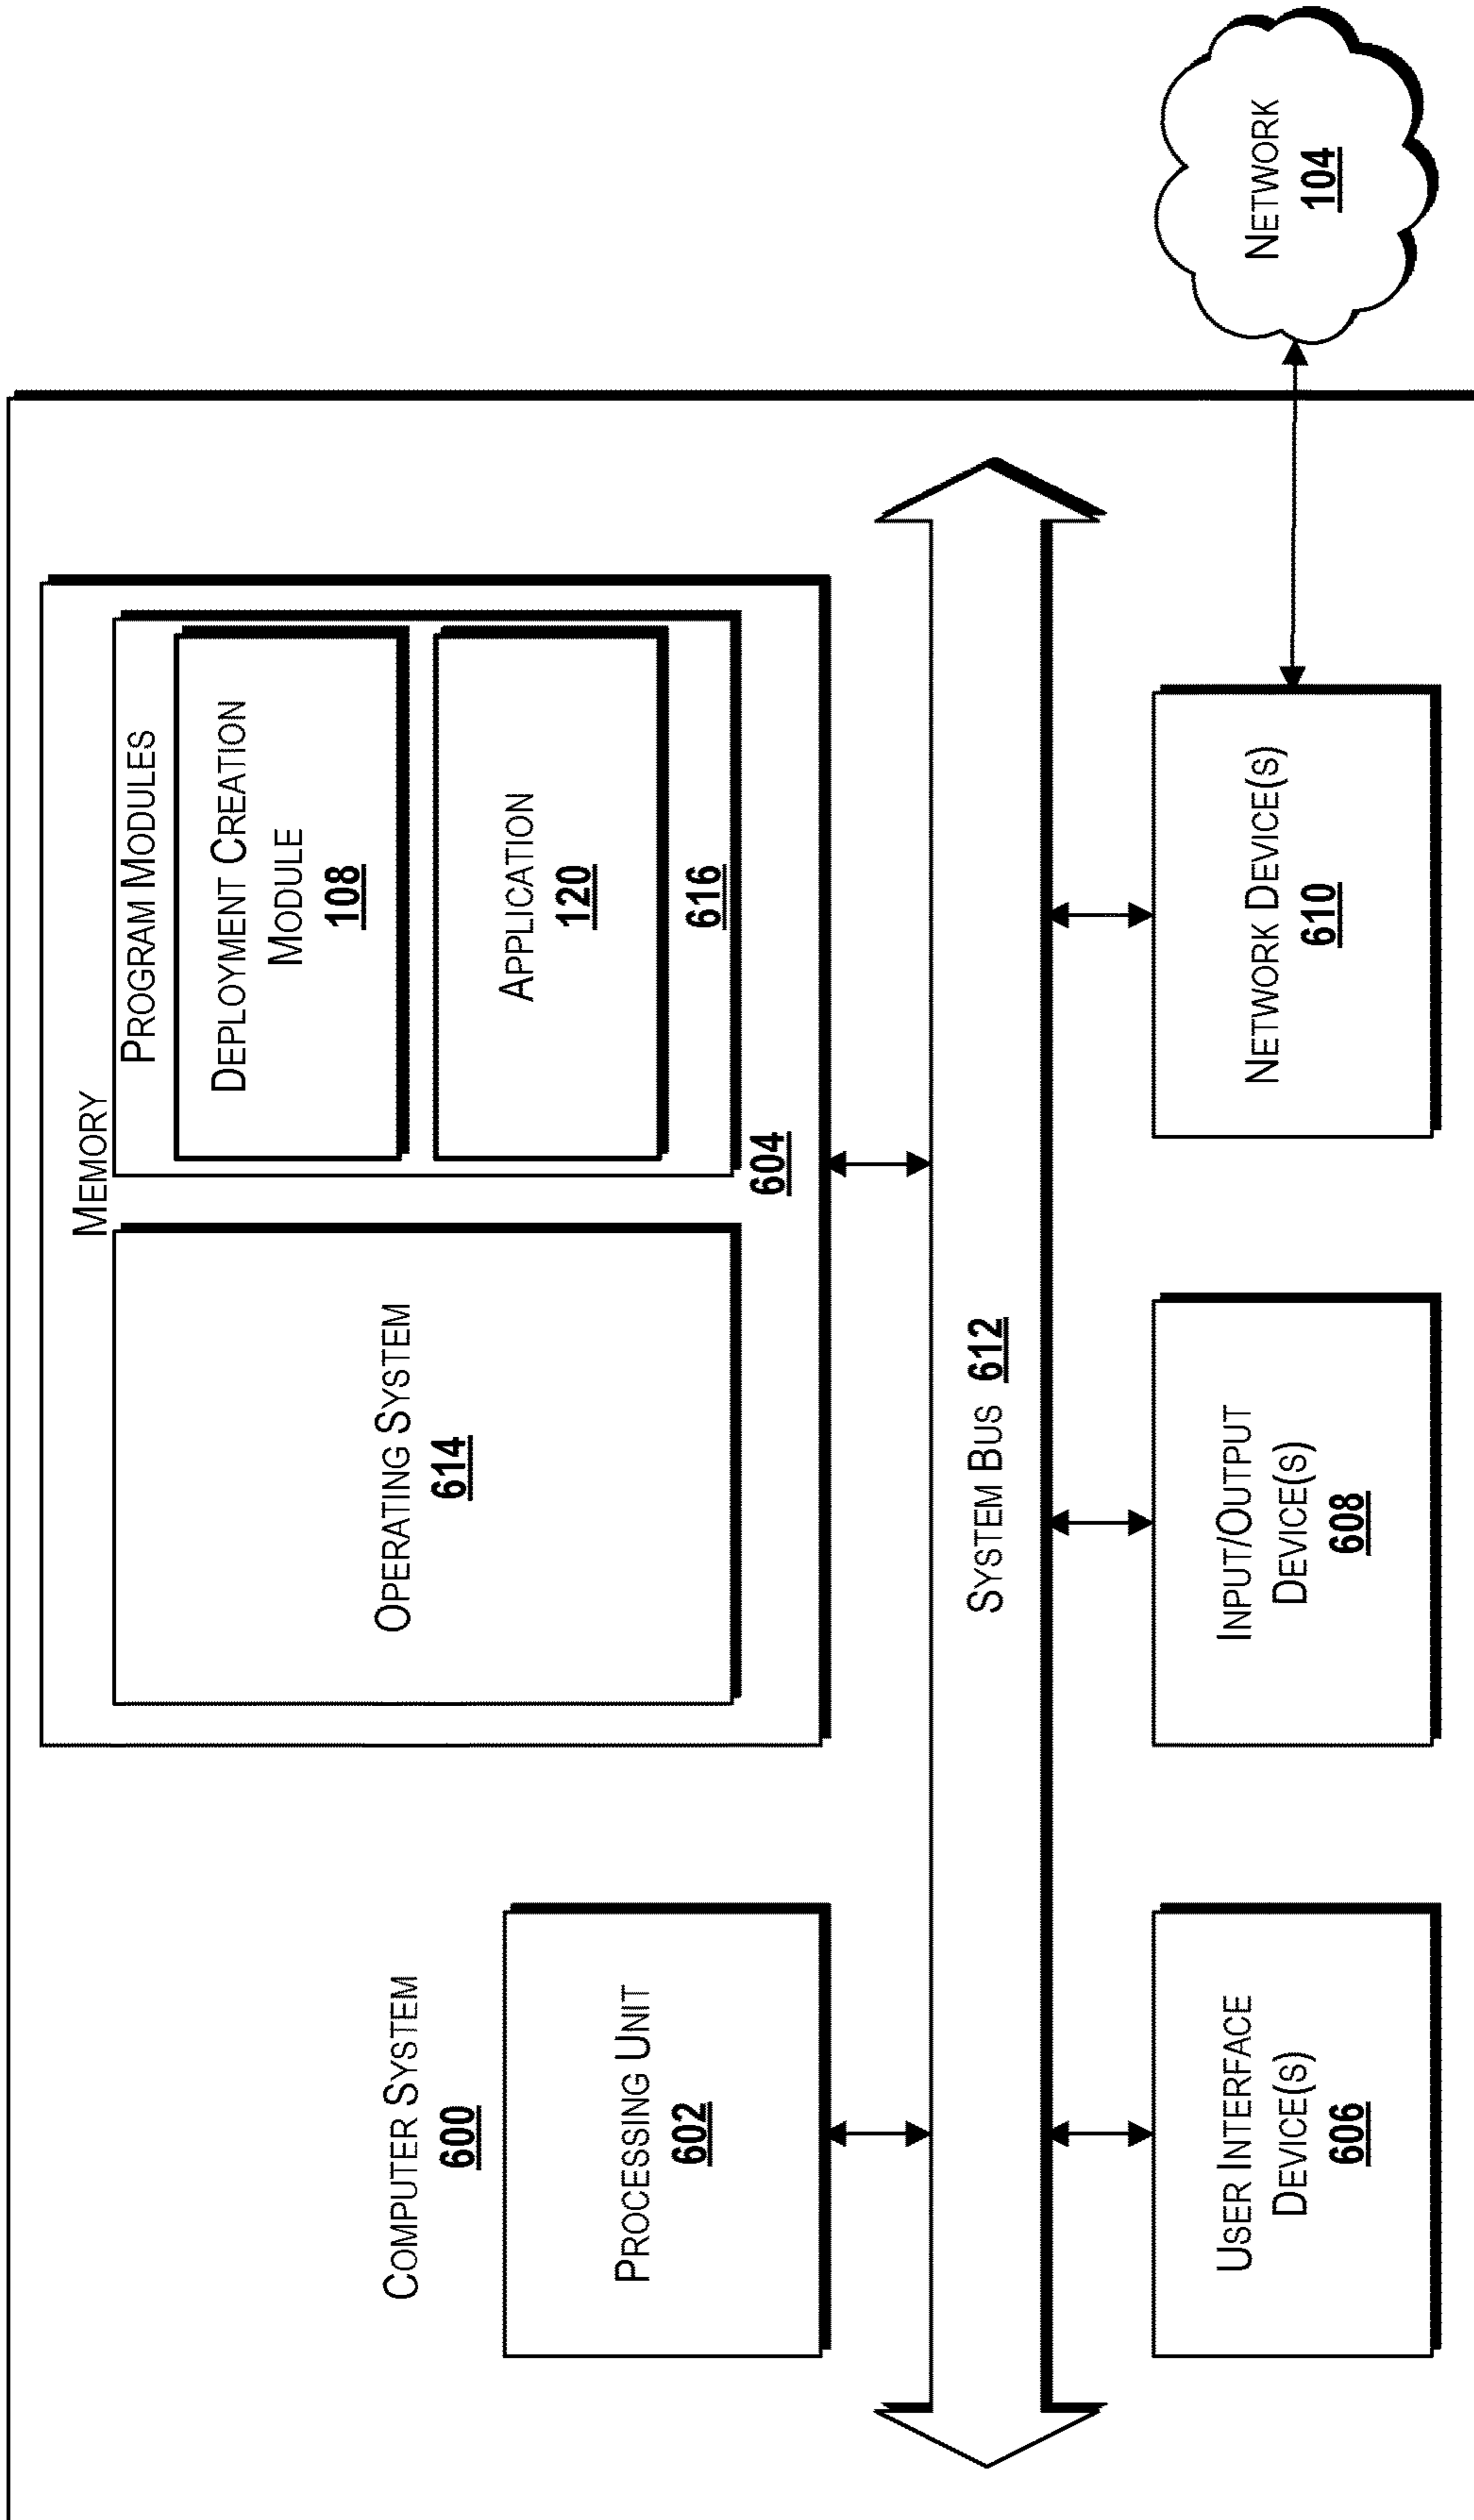 COMPUTER SYSTEM
600
PROCESSING UNIT
602
MEMORY
OPERATING SYSTEM
614
PROGRAM MODULES
DEPLOYMENT CREATION
MODULE
108
APPLICATION
120
616
604
SYSTEM BUS 612
USER INTERFACE
DEVICE(S)
606
INPUT/OUTPUT
DEVICE(S)
608
NETWORK DEVICE(S)
610
NETWORK
104